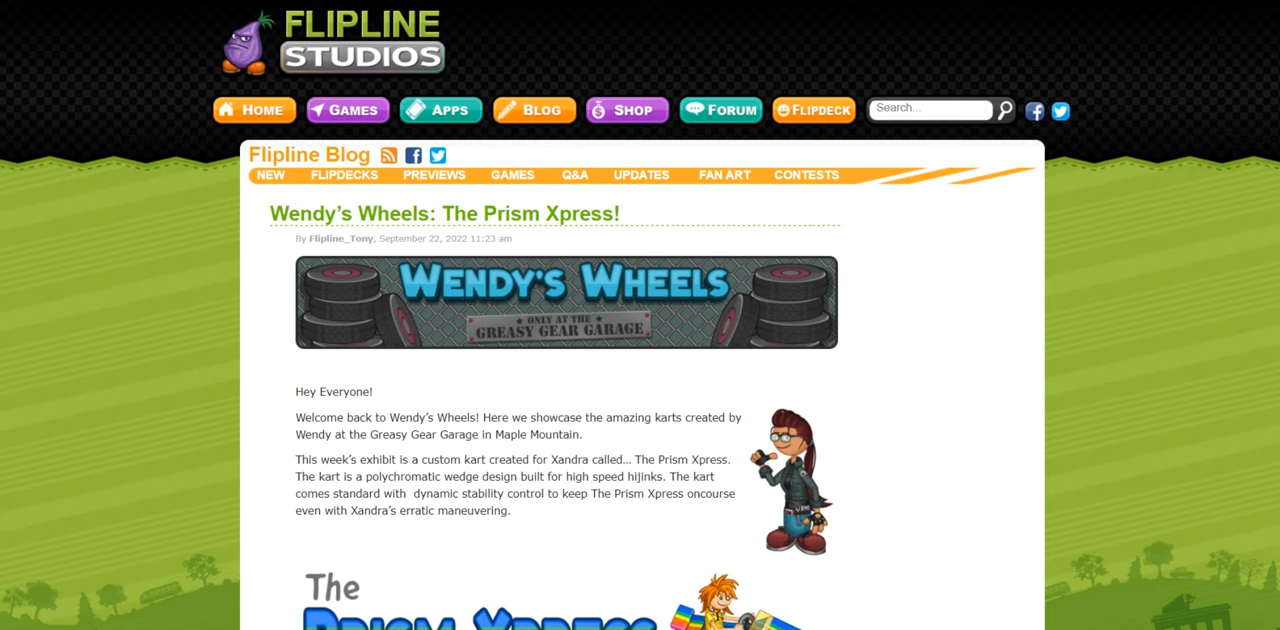 FLIPLINE
STUDIOS
HOME GAMES APPS BLOG SHOP FORUM FLIPDECK Search...
Flipline Blog
NEW FLIPDECKS PREVIEWS GAMES Q&A UPDATES FAN ART CONTESTS
Wendy's Wheels: The Prism Xpress!
By Flipline_Tony, September 22, 2022 11:23 am
WENDY'S WHEELS
ONLY AT THE
GREASY GEAR GARAGE
Hey Everyone!
Welcome back to Wendy's Wheels! Here we showcase the amazing karts created by
Wendy at the Greasy Gear Garage in Maple Mountain.
This week's exhibit is a custom kart created for Xandra called… The Prism Xpress.
The kart is a polychromatic wedge design built for high speed hijinks. The kart
comes standard with dynamic stability control to keep The Prism Xpress oncourse
even with Xandra's erratic maneuvering.
The
PRISM XPRESS